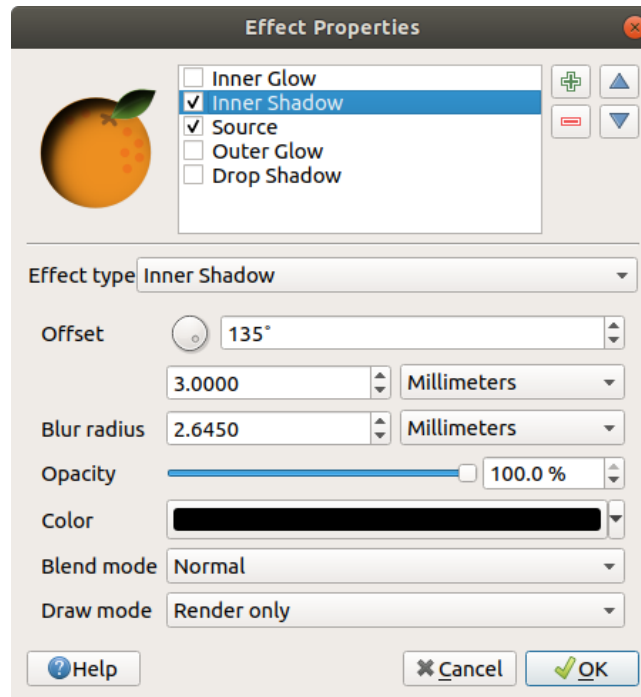 Effect Properties
Inner Glow
Inner Shadow
Source
Outer Glow
Drop Shadow
Effect type Inner Shadow
Offset 135°
3.0000 Millimeters
Blur radius 2.6450 Millimeters
Opacity 100.0 %
Color
Blend mode Normal
Draw mode Render only
Help Cancel OK